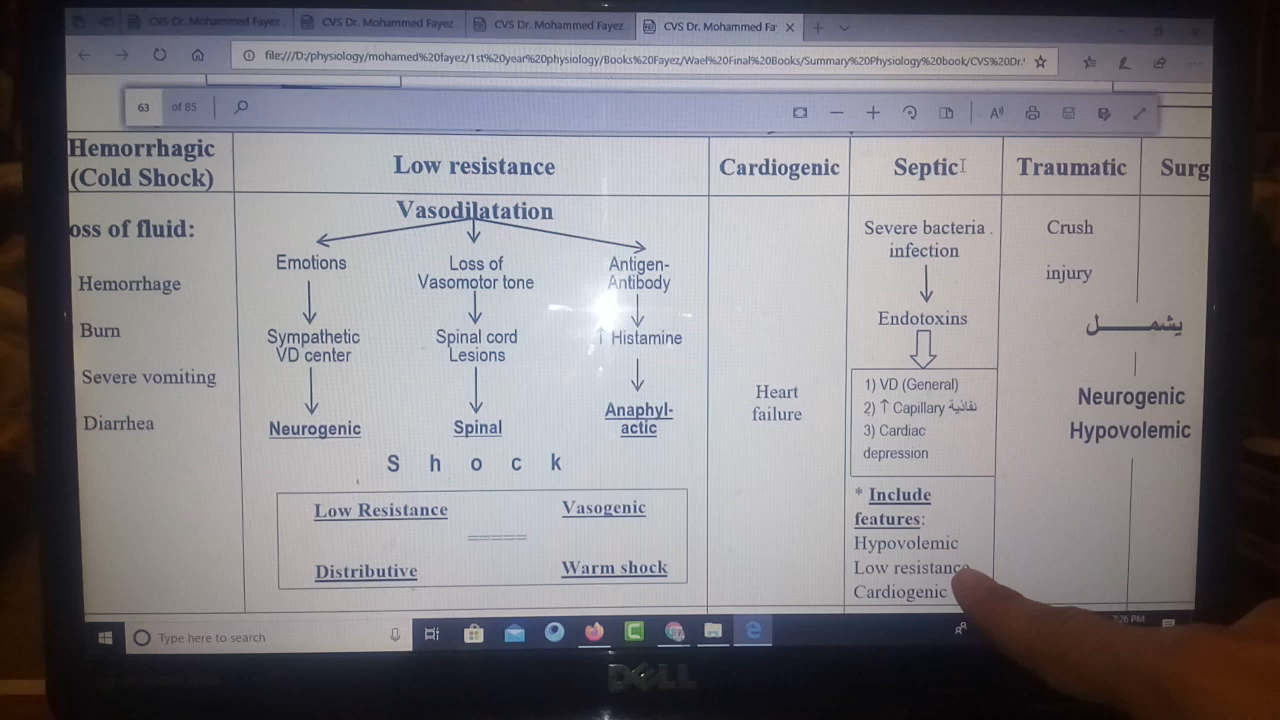 CVS Dr. Mohammed Fayez
CVS Dr. Mohammed Fayez
CVS Dr. Mohammed Fayez
CVS Dr. Mohammed Fa
file:///D:/physiology/mohamed%20fayez/1st%20year%20physiology/Books%20Fayez/Wael%20Final%20Books/Summary%20Physiology%20book/CVS%20Dr.
63 of 85
Hemorrhagic
(Cold Shock)
oss of fluid:
Hemorrhage
Burn
Severe vomiting
Diarrhea
Low resistance
Vasodilatation
Emotions
Sympathetic
VD center
Neurogenic
Loss of
Vasomotor tone
Spinal cord
Lesions
Spinal
Antigen-
Antibody
↑ Histamine
Anaphyl-
actic
S h o c k
Low Resistance
Vasogenic
=====
Distributive
Warm shock
Cardiogenic
Heart
failure
Septic
Severe bacteria .
infection
Endotoxins
1) VD (General)
2) ↑ Capillary نفاذية
3) Cardiac
depression
* Include
features:
Hypovolemic
Low resistance
Cardiogenic
Traumatic
Crush
injury
Surg
يشمل
Neurogenic
Hypovolemic
Type here to search
:26 PM
DELL